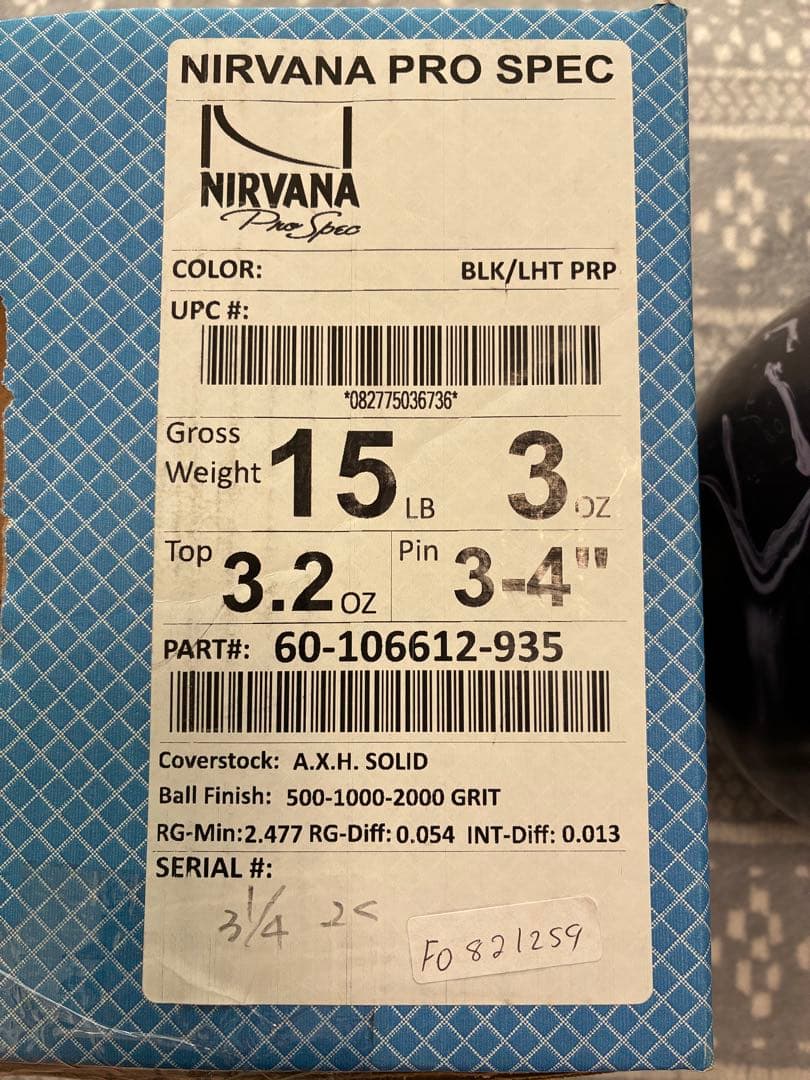 NIRVANA PRO SPEC
NIRVANA
Pro Spec
COLOR: BLK/LHT PRP
UPC #:
*082775036736*
Gross Weight 15 LB 3 OZ
Top 3.2 OZ Pin 3-4"
PART#: 60-106612-935
Coverstock: A.X.H. SOLID
Ball Finish: 500-1000-2000 GRIT
RG-Min:2.477 RG-Diff: 0.054 INT-Diff: 0.013
SERIAL #:
3 1/4 2<
FO821259